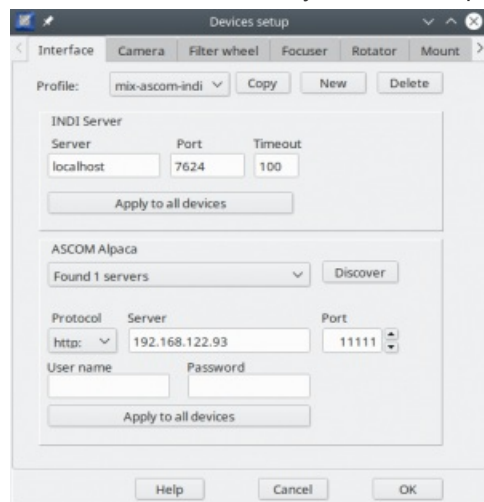 Devices setup
Interface Camera Filter wheel Focuser Rotator Mount
Profile: mix-ascom-indi Copy New Delete
INDI Server
Server Port Timeout
localhost 7624 100
Apply to all devices
ASCOM Alpaca
Found 1 servers Discover
Protocol Server Port
http: 192.168.122.93 11111
User name Password
Apply to all devices
Help Cancel OK